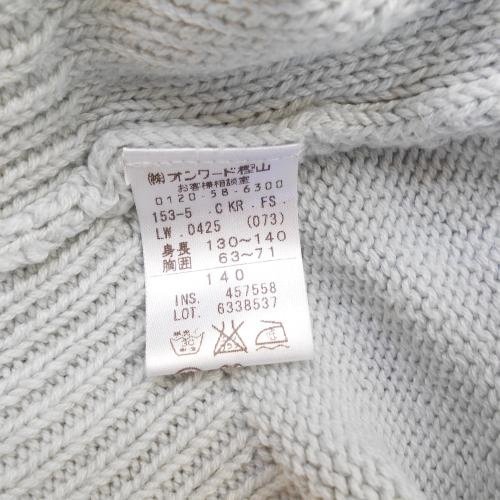 (株)オンワード樫山
お客様相談室
0120-58-6300
153-5 .CKR.FS.
LW.0425 (073)
身長 130~140
胸囲 63~71
140
INS. 457558
LOT. 6338537
30